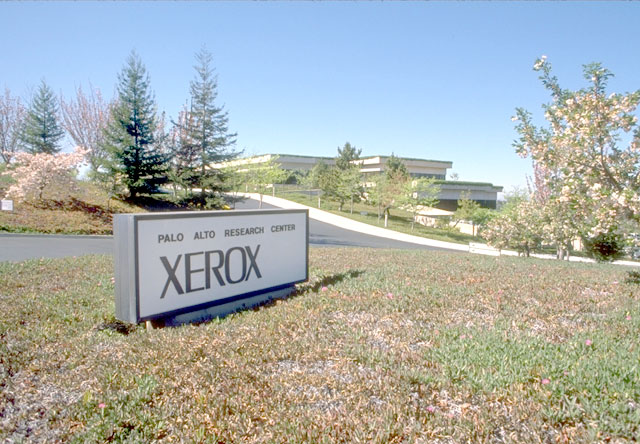 PALO ALTO RESEARCH CENTER
XEROX